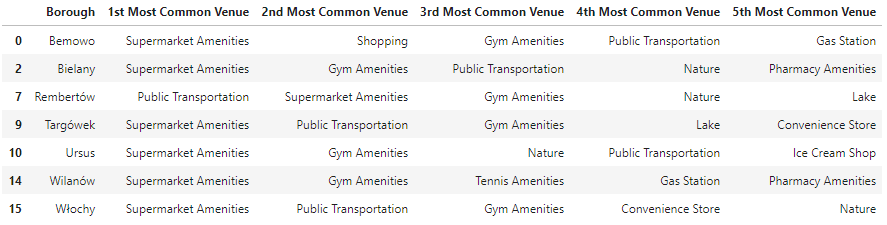 Borough 1st Most Common Venue 2nd Most Common Venue 3rd Most Common Venue 4th Most Common Venue 5th Most Common Venue
0 Bemowo Supermarket Amenities Shopping Gym Amenities Public Transportation Gas Station
2 Bielany Supermarket Amenities Gym Amenities Public Transportation Nature Pharmacy Amenities
7 Rembertów Public Transportation Supermarket Amenities Gym Amenities Nature Lake
9 Targówek Supermarket Amenities Public Transportation Gym Amenities Lake Convenience Store
10 Ursus Supermarket Amenities Gym Amenities Nature Public Transportation Ice Cream Shop
14 Wilanów Supermarket Amenities Gym Amenities Tennis Amenities Gas Station Pharmacy Amenities
15 Włochy Supermarket Amenities Public Transportation Gym Amenities Convenience Store Nature